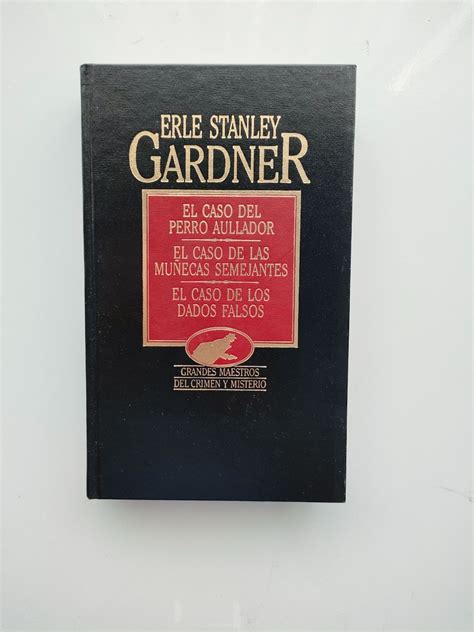 ERLE STANLEY
GARDNER
EL CASO DEL
PERRO AULLADOR
EL CASO DE LAS
MUÑECAS SEMEJANTES
EL CASO DE LOS
DADOS FALSOS
GRANDES MAESTROS
DEL CRIMEN Y MISTERIO